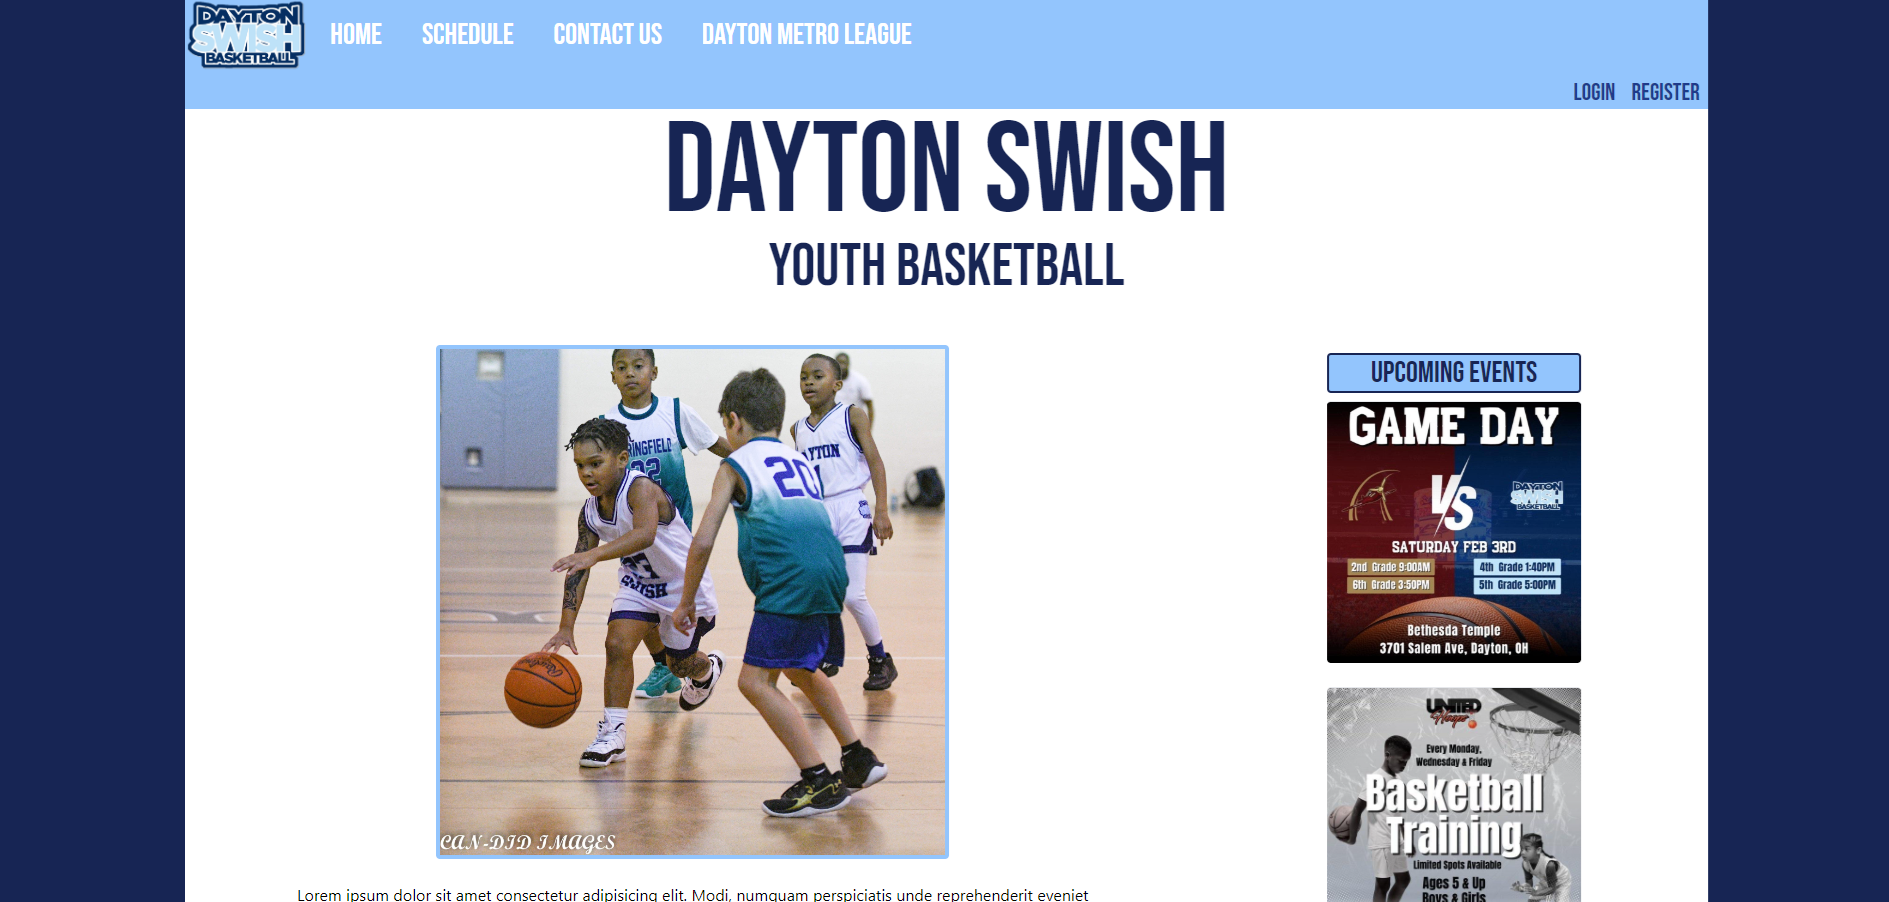 DAYTON
SWISH
BASKETBALL
HOME
SCHEDULE
CONTACT US
DAYTON METRO LEAGUE
LOGIN
REGISTER
DAYTON SWISH
YOUTH BASKETBALL
RINGFIELD
22
20
YTON
1
SWISH
CAN-DID IMAGES
Lorem ipsum dolor sit amet consectetur adipisicing elit. Modi, numquam perspiciatis unde reprehenderit eveniet
UPCOMING EVENTS
GAME DAY
VS
DAYTON
SWISH
BASKETBALL
SATURDAY FEB 3RD
2nd Grade 9:00AM
4th Grade 1:40PM
6th Grade 3:50PM
5th Grade 5:00PM
Bethesda Temple
3701 Salem Ave, Dayton, OH
UNITED
Hoops
Every Monday,
Wednesday & Friday
Basketball
Training
Limited Spots Available
Ages 5 & Up
Boys & Girls